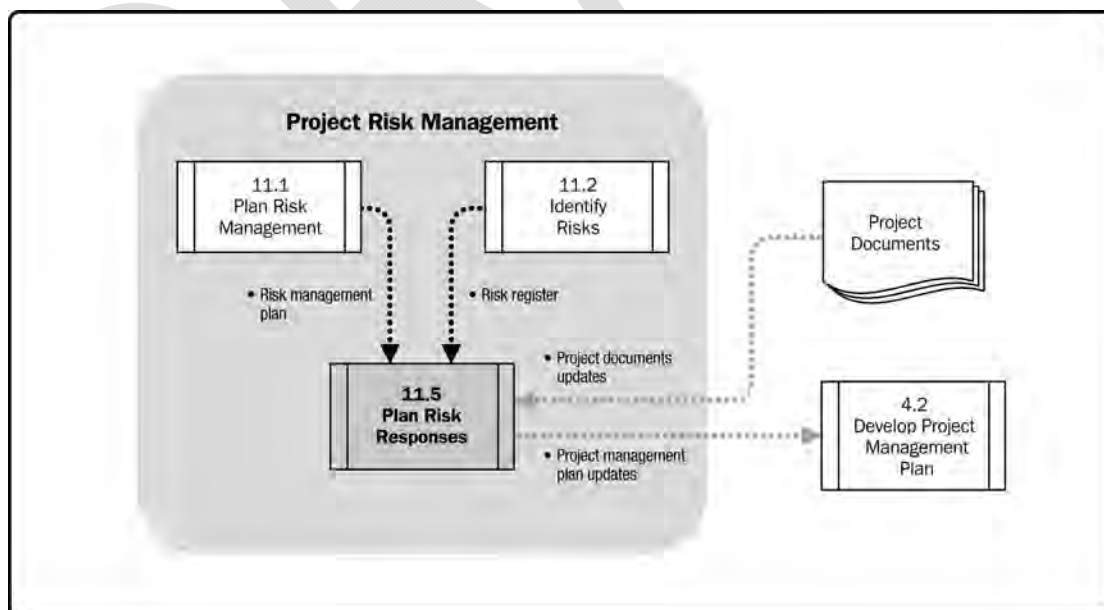 Project Risk Management
11.1
Plan Risk
Management
11.2
Identify
Risks
Project
Documents
• Risk management
plan
• Risk register
• Project documents
updates
11.5
Plan Risk
Responses
4.2
Develop Project
Management
Plan
• Project management
plan updates